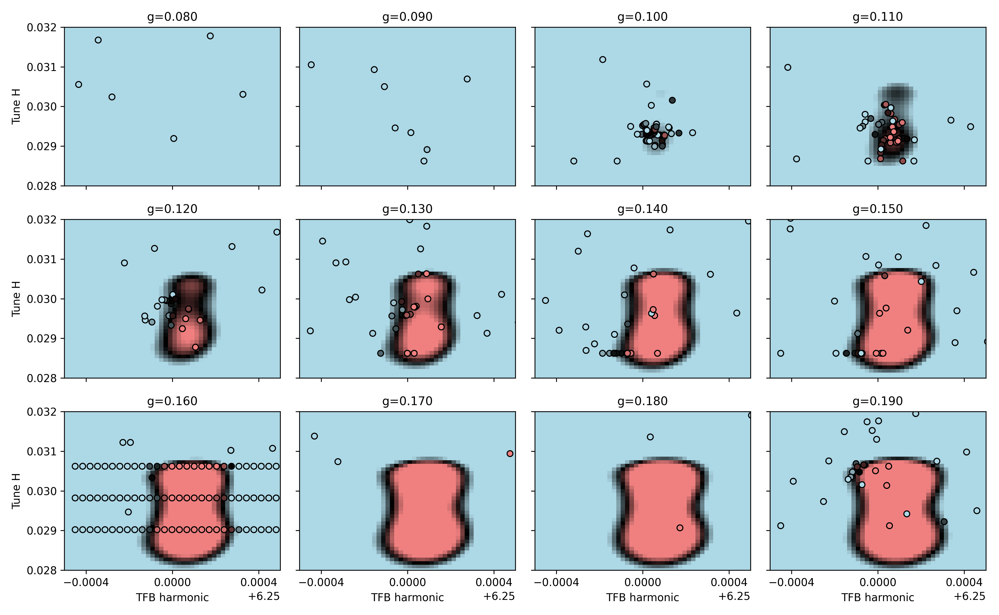 g=0.080 g=0.090 g=0.100 g=0.110
0.032
0.031
0.030
0.029
0.028
Tune H
g=0.120 g=0.130 g=0.140 g=0.150
0.032
0.031
0.030
0.029
0.028
Tune H
g=0.160 g=0.170 g=0.180 g=0.190
0.032
0.031
0.030
0.029
0.028
Tune H
−0.0004 0.0000 0.0004 −0.0004 0.0000 0.0004 −0.0004 0.0000 0.0004 −0.0004 0.0000 0.0004
TFB harmonic +6.25 TFB harmonic +6.25 TFB harmonic +6.25 TFB harmonic +6.25